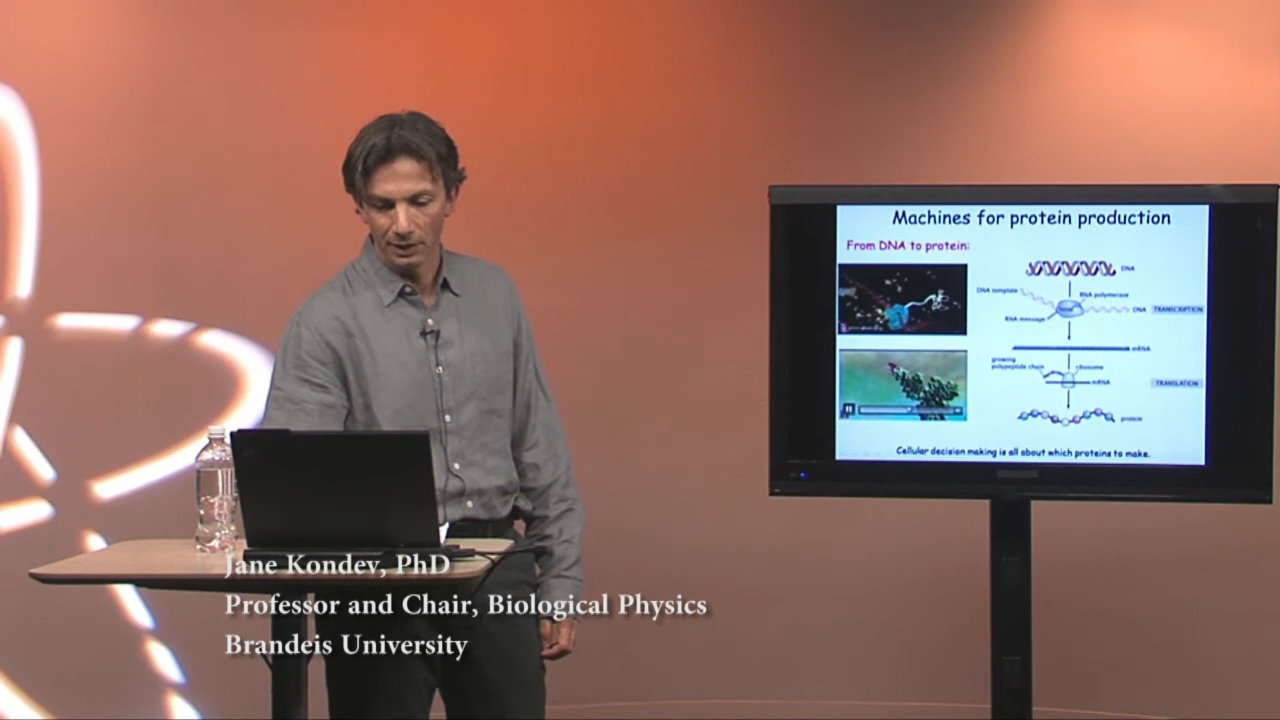 Machines for protein production
From DNA to protein:
DNA
DNA template
RNA polymerase
DNA
TRANSCRIPTION
RNA message
mRNA
growing
polypeptide chain
ribosome
mRNA
TRANSLATION
protein
Cellular decision making is all about which proteins to make.
Jane Kondev, PhD
Professor and Chair, Biological Physics
Brandeis University